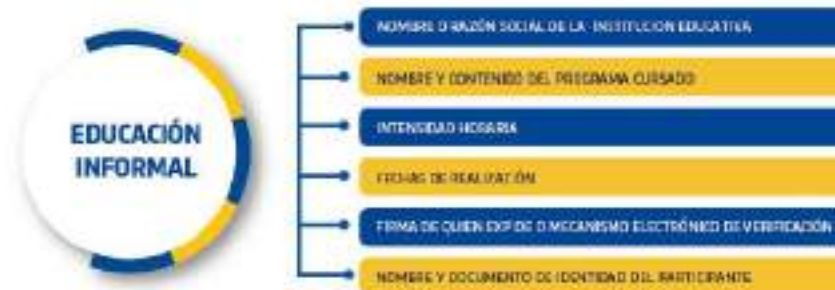 EDUCACIÓN
INFORMAL
NOMBRE O RAZÓN SOCIAL DE LA INSTITUCION EDUCATIVA
NOMBRE Y CONTENIDO DEL PROGRAMA CURSADO
INTENSIDAD HORARIA
FECHAS DE REALIZACIÓN
FIRMA DE QUIEN EXPIDE O MECANISMO ELECTRÓNICO DE VERIFICACIÓN
NOMBRE Y DOCUMENTO DE IDENTIDAD DEL PARTICIPANTE